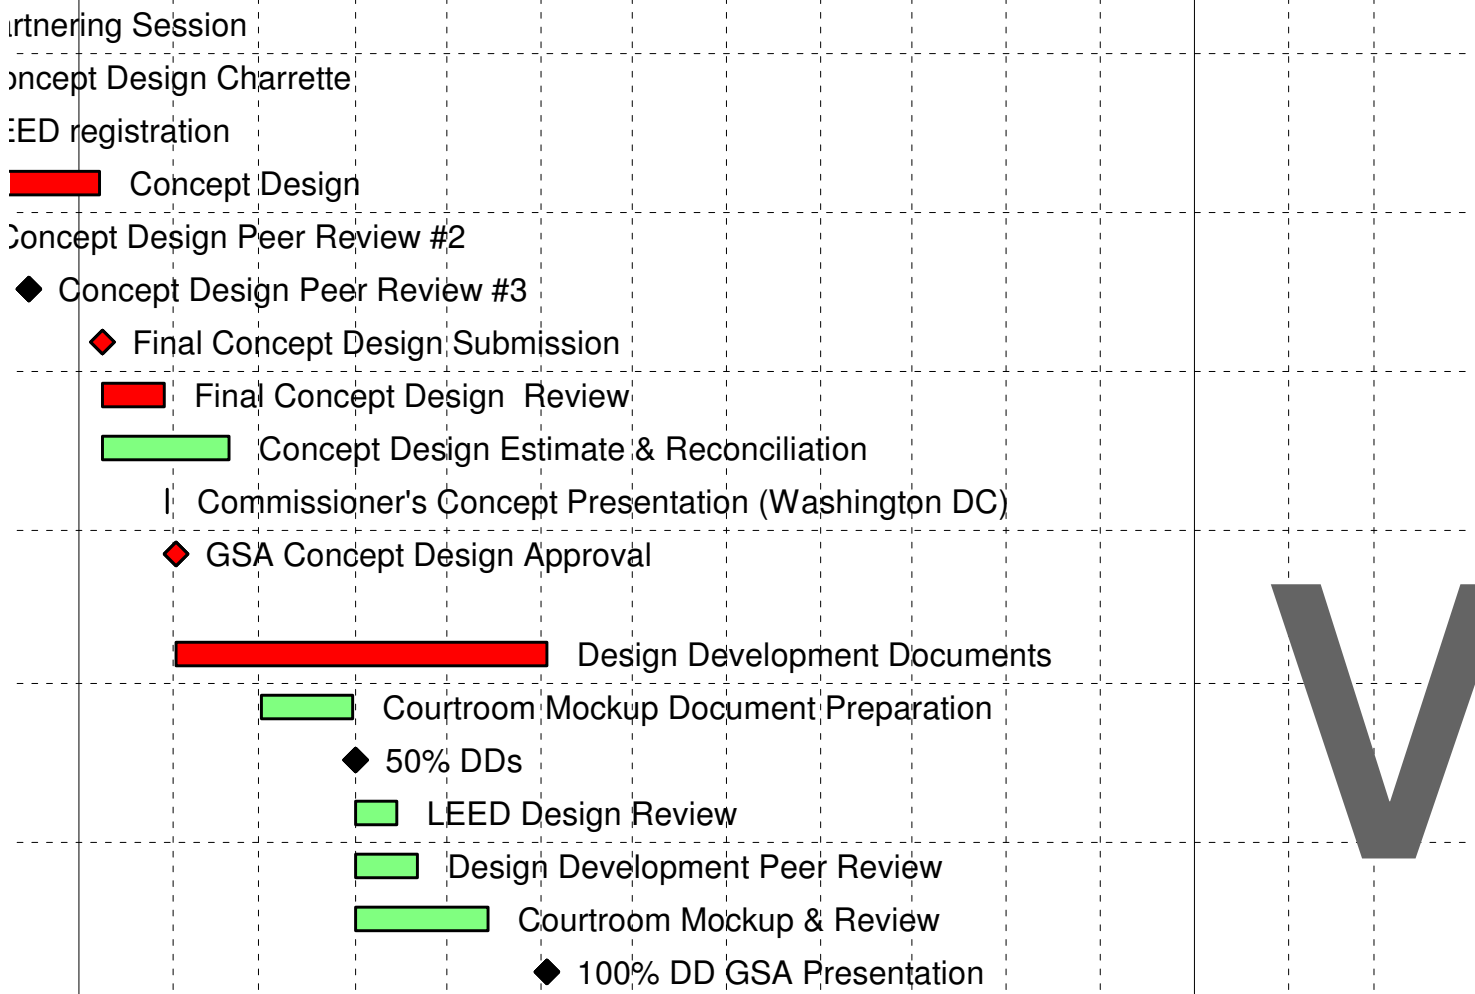 artnering Session
oncept Design Charrette
EED registration
Concept Design
Concept Design Peer Review #2
Concept Design Peer Review #3
Final Concept Design Submission
Final Concept Design  Review
Concept Design Estimate & Reconciliation
Commissioner's Concept Presentation (Washington DC)
GSA Concept Design Approval
Design Development Documents
Courtroom Mockup Document Preparation
50% DDs
LEED Design Review
Design Development Peer Review
Courtroom Mockup & Review
100% DD GSA Presentation
V